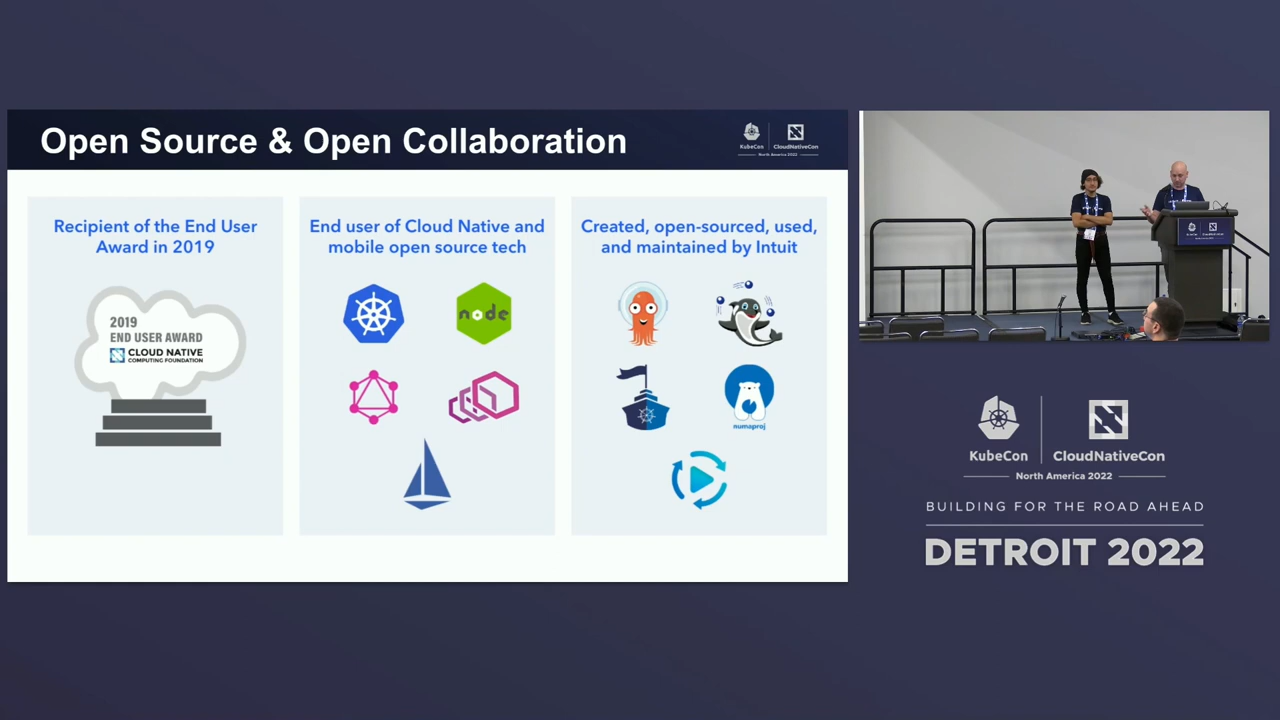 Open Source & Open Collaboration
KubeCon
CloudNativeCon
North America 2022
Recipient of the End User
Award in 2019
2019
END USER AWARD
CLOUD NATIVE
COMPUTING FOUNDATION
End user of Cloud Native and
mobile open source tech
node
Created, open-sourced, used,
and maintained by Intuit
numaproj
KubeCon
CloudNativeCon
North America 2022
BUILDING FOR THE ROAD AHEAD
DETROIT 2022